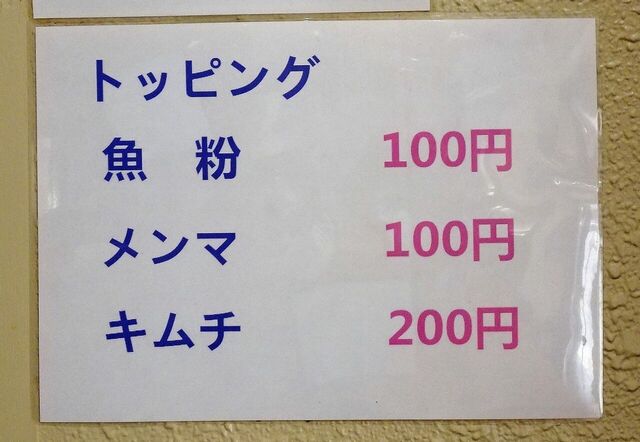 トッピング
魚 粉 100円
メンマ 100円
キムチ 200円